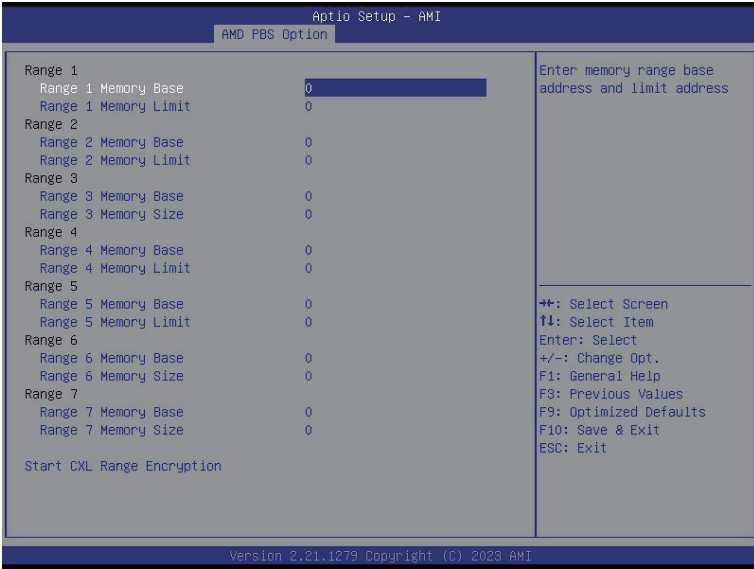 Aptio Setup – AMI
AMD PBS Option
Range 1
Range 1 Memory Base 0
Range 1 Memory Limit 0
Range 2
Range 2 Memory Base 0
Range 2 Memory Limit 0
Range 3
Range 3 Memory Base 0
Range 3 Memory Size 0
Range 4
Range 4 Memory Base 0
Range 4 Memory Limit 0
Range 5
Range 5 Memory Base 0
Range 5 Memory Limit 0
Range 6
Range 6 Memory Base 0
Range 6 Memory Size 0
Range 7
Range 7 Memory Base 0
Range 7 Memory Size 0
Start CXL Range Encryption
Enter memory range base
address and limit address
→←: Select Screen
↑↓: Select Item
Enter: Select
+/-: Change Opt.
F1: General Help
F3: Previous Values
F9: Optimized Defaults
F10: Save & Exit
ESC: Exit
Version 2.21.1279 Copyright (C) 2023 AMI